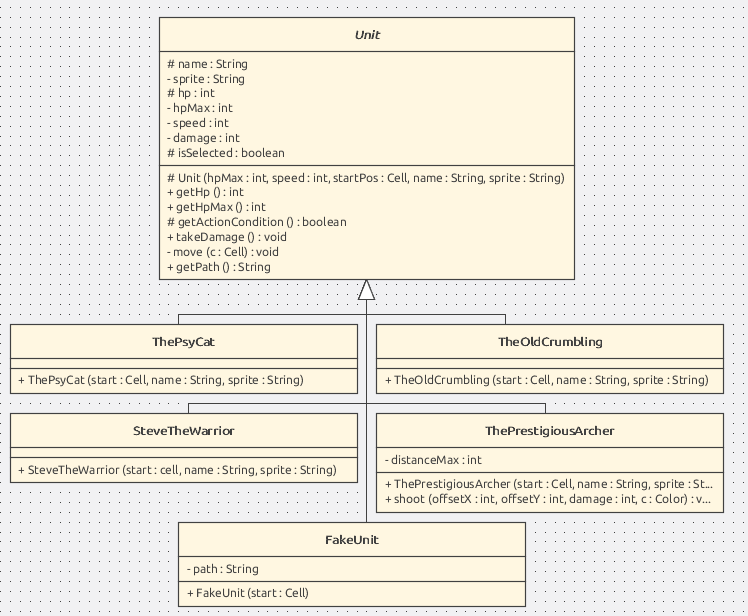 Unit
# name : String
- sprite : String
# hp : int
- hpMax : int
- speed : int
- damage : int
# isSelected : boolean
# Unit (hpMax : int, speed : int, startPos : Cell, name : String, sprite : String)
+ getHp () : int
+ getHpMax () : int
# getActionCondition () : boolean
+ takeDamage () : void
- move (c : Cell) : void
+ getPath () : String
ThePsyCat
+ ThePsyCat (start : Cell, name : String, sprite : String)
TheOldCrumbling
+ TheOldCrumbling (start : Cell, name : String, sprite : String)
SteveTheWarrior
+ SteveTheWarrior (start : cell, name : String, sprite : String)
ThePrestigiousArcher
- distanceMax : int
+ ThePrestigiousArcher (start : Cell, name : String, sprite : St...
+ shoot (offsetX : int, offsetY : int, damage : int, c : Color) : v...
FakeUnit
- path : String
+ FakeUnit (start : Cell)